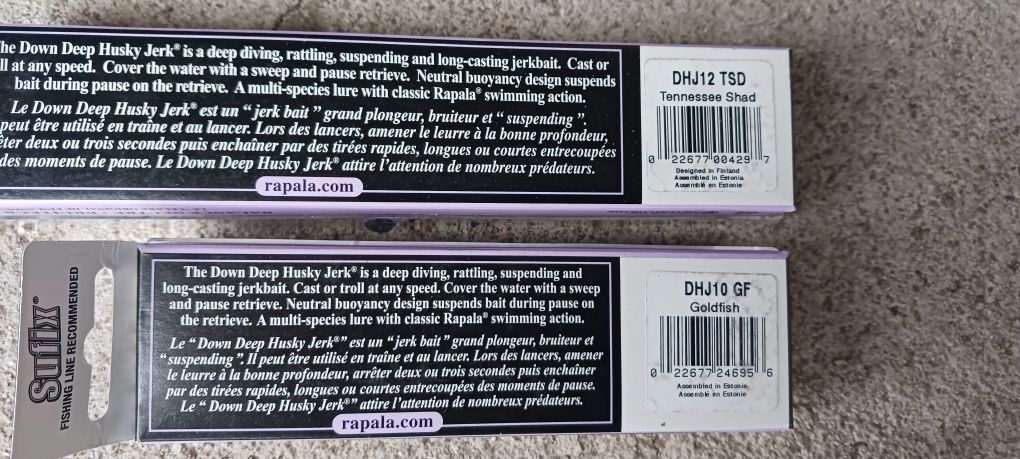 he Down Deep Husky Jerk® is a deep diving, rattling, suspending and long-casting jerkbait. Cast or
ll at any speed. Cover the water with a sweep and pause retrieve. Neutral buoyancy design suspends
bait during pause on the retrieve. A multi-species lure with classic Rapala® swimming action.
Le Down Deep Husky Jerk® est un “ jerk bait ” grand plongeur, bruiteur et “ suspending ”.
peut être utilisé en traîne et au lancer. Lors des lancers, amener le leurre à la bonne profondeur,
êter deux ou trois secondes puis enchaîner par des tirées rapides, longues ou courtes entrecoupées
des moments de pause. Le Down Deep Husky Jerk® attire l’attention de nombreux prédateurs.
rapala.com
DHJ12 TSD
Tennessee Shad
0 22677 00429 7
Designed in Finland
Assembled in Estonia
Assemblé en Estonie
Sufix®
FISHING LINE RECOMMENDED
The Down Deep Husky Jerk® is a deep diving, rattling, suspending and
long-casting jerkbait. Cast or troll at any speed. Cover the water with a sweep
and pause retrieve. Neutral buoyancy design suspends bait during pause on
the retrieve. A multi-species lure with classic Rapala® swimming action.
Le “Down Deep Husky Jerk®” est un “jerk bait” grand plongeur, bruiteur et
“suspending”. Il peut être utilisé en traîne et au lancer. Lors des lancers, amener
le leurre à la bonne profondeur, arrêter deux ou trois secondes puis enchaîner
par des tirées rapides, longues ou courtes entrecoupées des moments de pause.
Le “ Down Deep Husky Jerk®” attire l’attention de nombreux prédateurs.
rapala.com
DHJ10 GF
Goldfish
0 22677 24695 6
Assembled in Estonia
Assemblé en Estonie